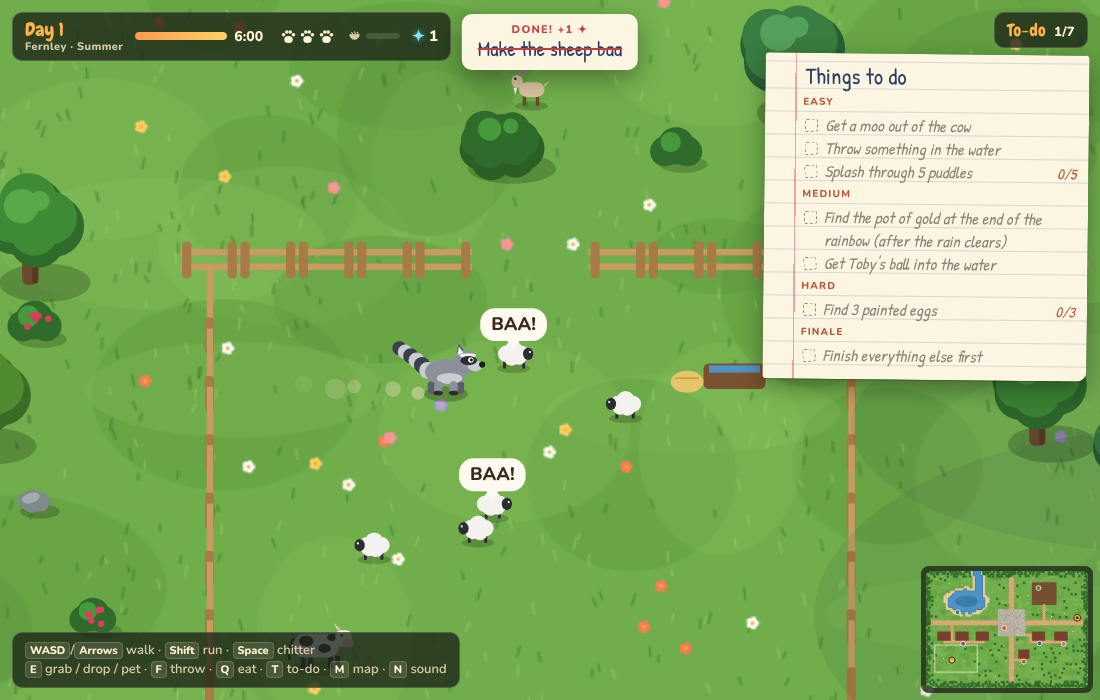 Day 1
Fernley · Summer
6:00
1
DONE! +1
Make the sheep baa
To-do 1/7
Things to do
EASY
Get a moo out of the cow
Throw something in the water
Splash through 5 puddles 0/5
MEDIUM
Find the pot of gold at the end of the
rainbow (after the rain clears)
Get Toby's ball into the water
HARD
Find 3 painted eggs 0/3
FINALE
Finish everything else first
BAA!
BAA!
WASD / Arrows walk · Shift run · Space chitter
E grab / drop / pet · F throw · Q eat · T to-do · M map · N sound